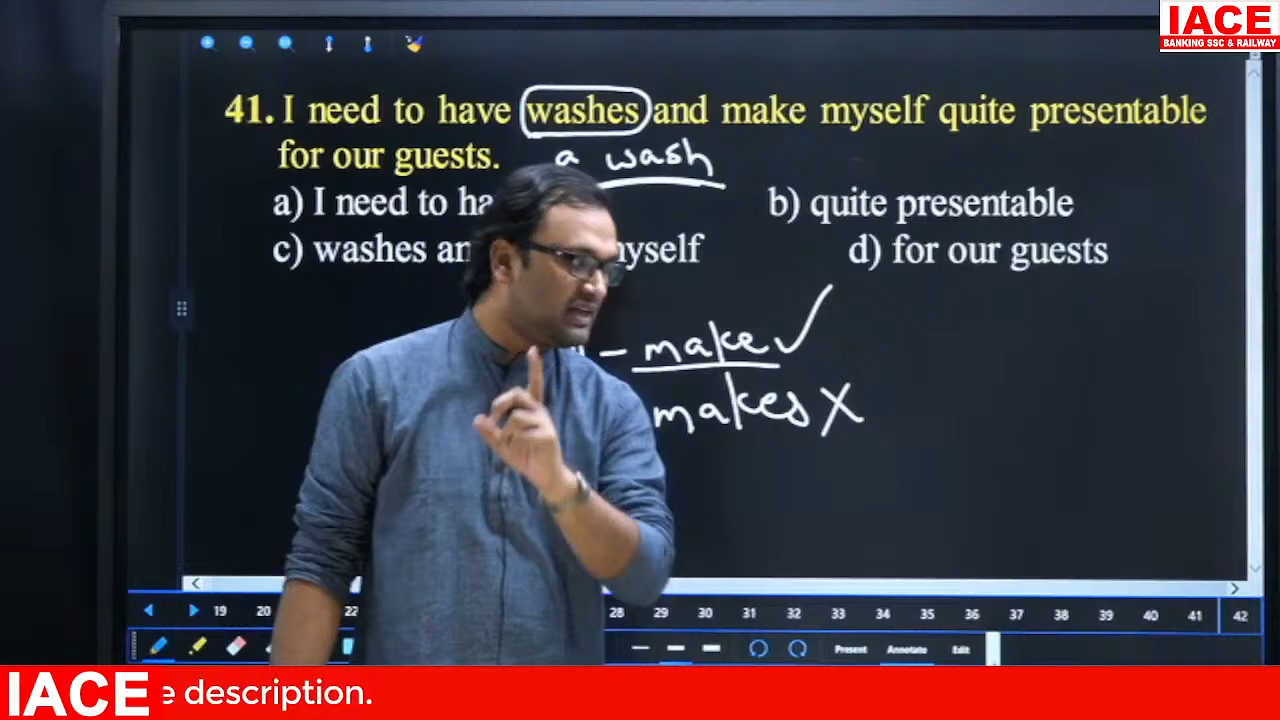 IACE
BANKING SSC & RAILWAY
41. I need to have washes and make myself quite presentable
for our guests. a wash
a) I need to b) quite presentable
c) washes myself d) for our guests
– make ✓
makes X
19 20 22 28 29 30 31 32 33 34 35 36 37 38 39 40 41 42
Present Annotate Edit
IACE description.